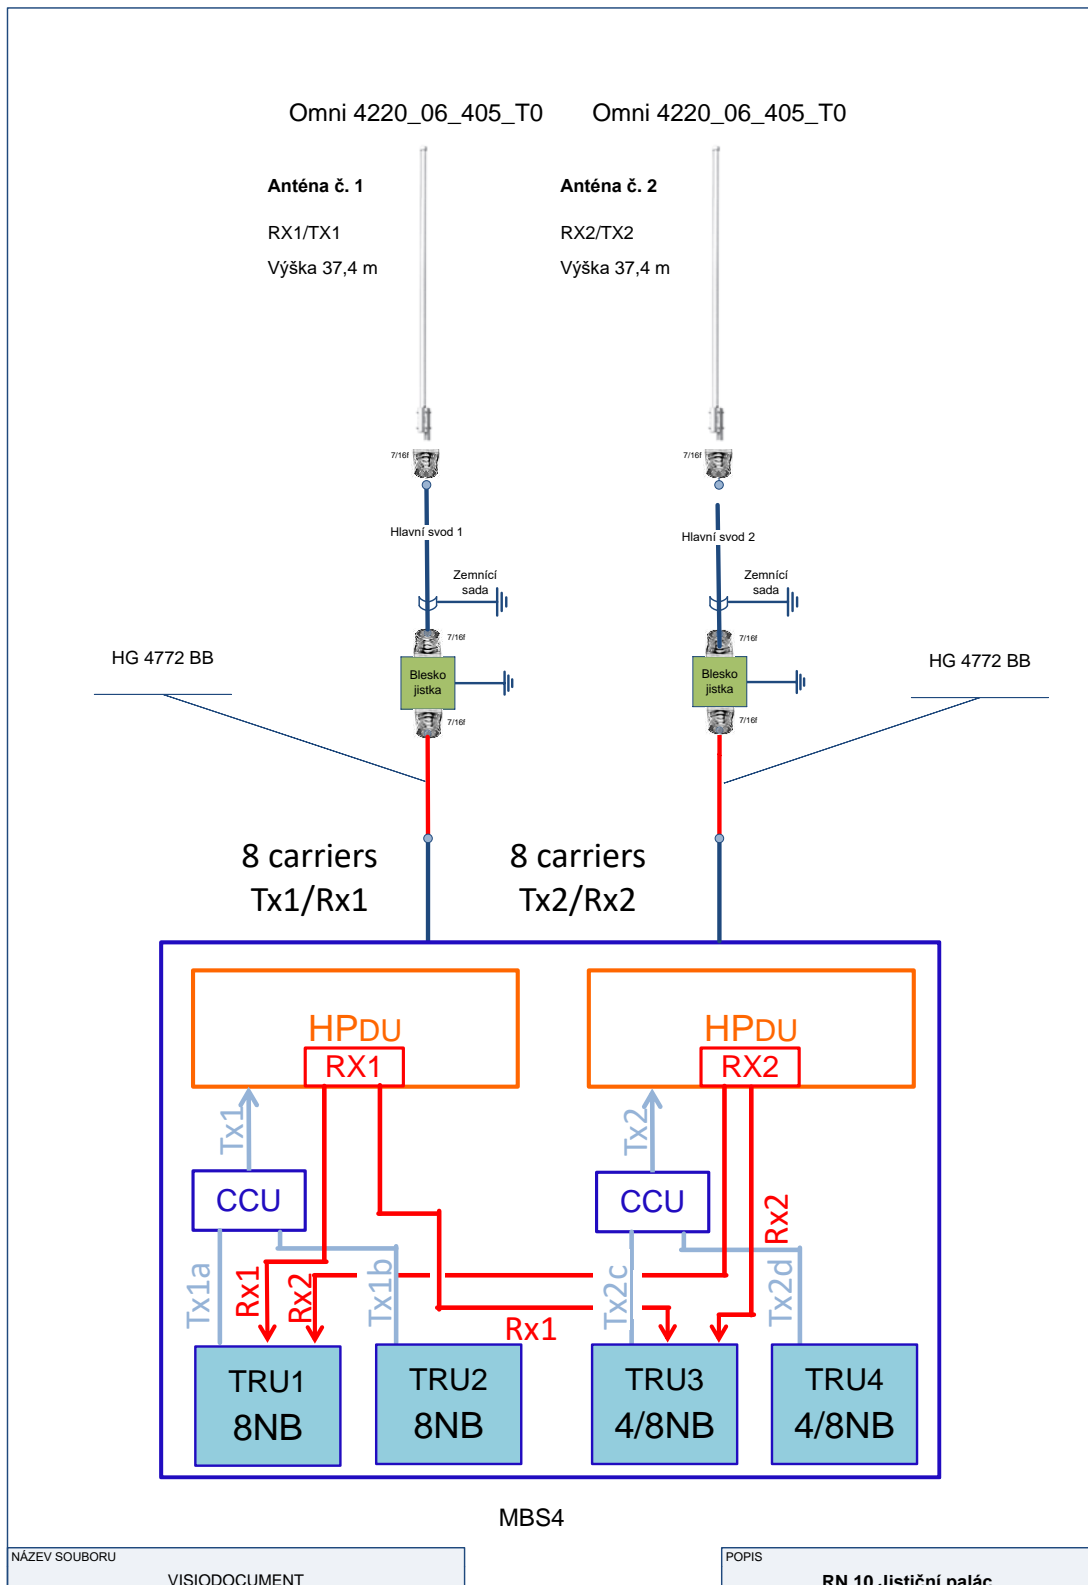 Omni 4220_06_405_T0
Omni 4220_06_405_T0
Anténa č. 1
RX1/TX1
Výška 37,4 m
Anténa č. 2
RX2/TX2
Výška 37,4 m
7/16f
7/16f
Hlavní svod 1
Hlavní svod 2
Zemnící
sada
Zemnící
sada
7/16f
7/16f
HG 4772 BB
Blesko
jistka
Blesko
jistka
HG 4772 BB
7/16f
7/16f
8 carriers
Tx1/Rx1
8 carriers
Tx2/Rx2
HPDU
RX1
HPDU
RX2
Tx1
Tx2
CCU
CCU
Rx2
Tx1a
Rx1
Rx2
Tx1b
Tx2c
Tx2d
Rx1
TRU1
8NB
TRU2
8NB
TRU3
4/8NB
TRU4
4/8NB
MBS4
NÁZEV SOUBORU
VISIODOCUMENT
POPIS
RN 10 Jističní palác